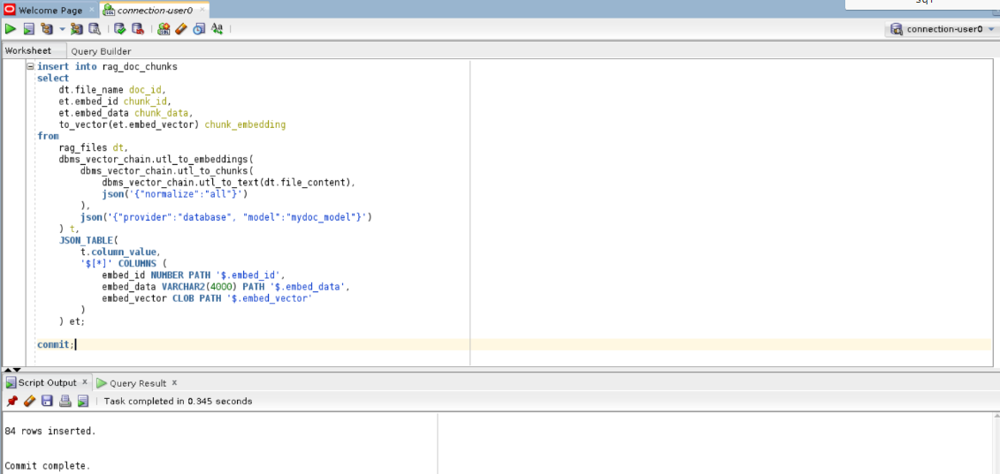 sql
Welcome Page
connection-user0
connection-user0
Worksheet
Query Builder
insert into rag_doc_chunks
select
dt.file_name doc_id,
et.embed_id chunk_id,
et.embed_data chunk_data,
to_vector(et.embed_vector) chunk_embedding
from
rag_files dt,
dbms_vector_chain.utl_to_embeddings(
dbms_vector_chain.utl_to_chunks(
dbms_vector_chain.utl_to_text(dt.file_content),
json('{"normalize":"all"}')
),
json('{"provider":"database", "model":"mydoc_model"}')
) t,
JSON_TABLE(
t.column_value,
'$[*]' COLUMNS (
embed_id NUMBER PATH '$.embed_id',
embed_data VARCHAR2(4000) PATH '$.embed_data',
embed_vector CLOB PATH '$.embed_vector'
)
) et;
commit;
Script Output
Query Result
Task completed in 0.345 seconds
84 rows inserted.
Commit complete.